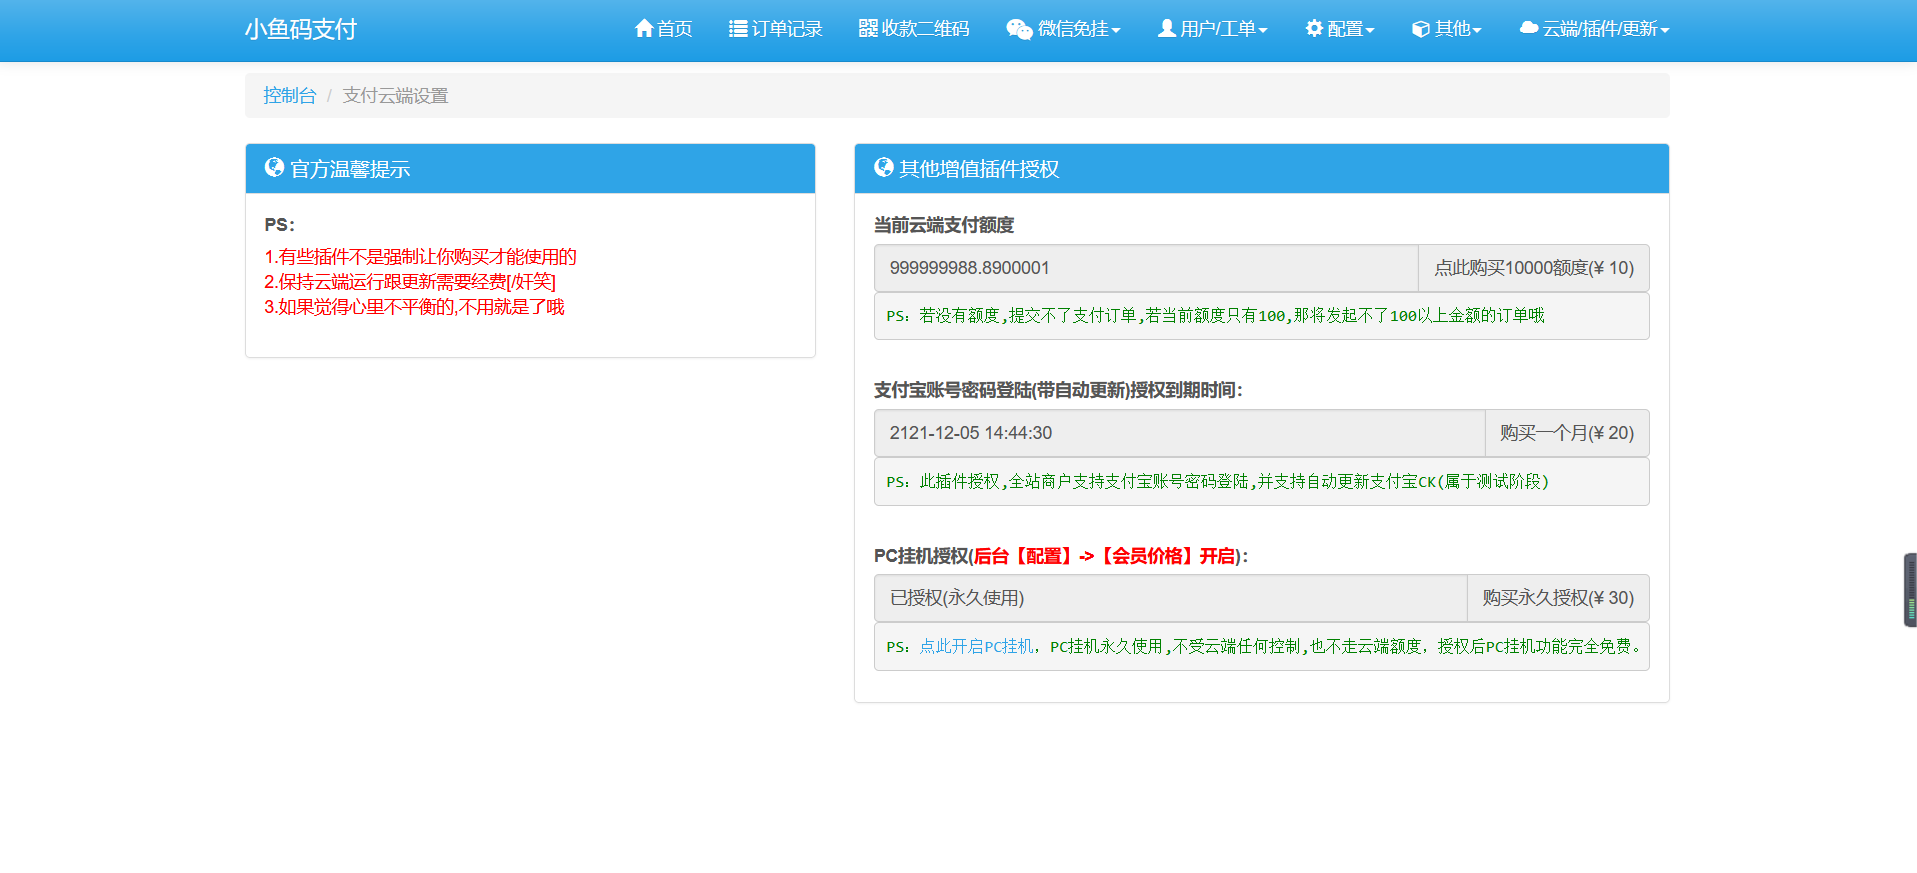 小鱼码支付
首页
订单记录
收款二维码
微信免挂
用户/工单
配置
其他
云端/插件/更新
控制台 / 支付云端设置
官方温馨提示
PS：
1.有些插件不是强制让你购买才能使用的
2.保持云端运行跟更新需要经费[/奸笑]
3.如果觉得心里不平衡的,不用就是了哦
其他增值插件授权
当前云端支付额度
999999988.8900001
点此购买10000额度(¥ 10)
PS：若没有额度,提交不了支付订单,若当前额度只有100,那将发起不了100以上金额的订单哦
支付宝账号密码登陆(带自动更新)授权到期时间：
2121-12-05 14:44:30
购买一个月(¥ 20)
PS：此插件授权,全站商户支持支付宝账号密码登陆,并支持自动更新支付宝CK(属于测试阶段)
PC挂机授权(后台【配置】->【会员价格】开启)：
已授权(永久使用)
购买永久授权(¥ 30)
PS：点此开启PC挂机，PC挂机永久使用,不受云端任何控制,也不走云端额度，授权后PC挂机功能完全免费。